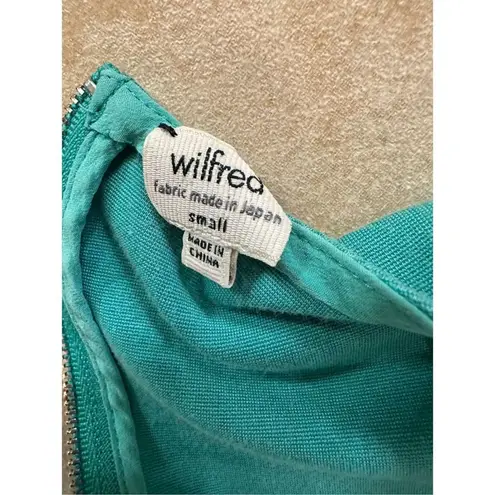 wilfred
fabric made in Japan
small
MADE IN
CHINA